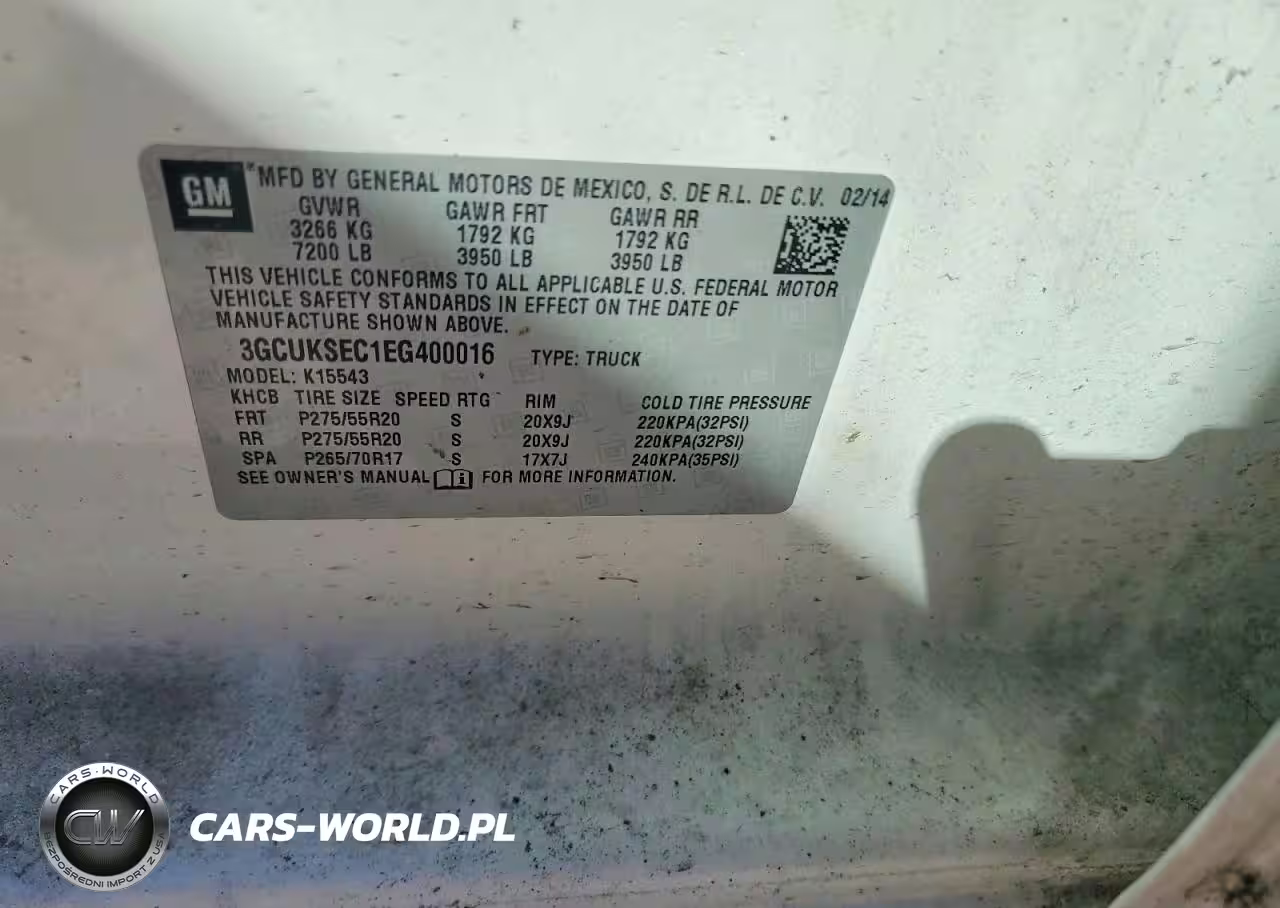 GM
*MFD BY GENERAL MOTORS DE MEXICO, S. DE R.L. DE C.V. 02/14
GVWR GAWR FRT GAWR RR
3266 KG 1792 KG 1792 KG
7200 LB 3950 LB 3950 LB
THIS VEHICLE CONFORMS TO ALL APPLICABLE U.S. FEDERAL MOTOR
VEHICLE SAFETY STANDARDS IN EFFECT ON THE DATE OF
MANUFACTURE SHOWN ABOVE.
3GCUKSEC1EG400016 TYPE: TRUCK
MODEL: K15543
KHCB TIRE SIZE SPEED RTG RIM COLD TIRE PRESSURE
FRT P275/55R20 S 20X9J 220KPA(32PSI)
RR P275/55R20 S 20X9J 220KPA(32PSI)
SPA P265/70R17 S 17X7J 240KPA(35PSI)
SEE OWNER'S MANUAL FOR MORE INFORMATION.
CARS-WORLD
CW
BEZPOŚREDNI IMPORT Z USA
CARS-WORLD.PL